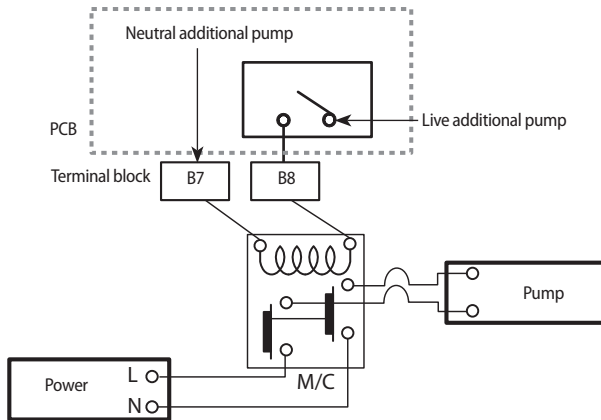 Neutral additional pump
PCB
Live additional pump
Terminal block
B7
B8
Pump
Power
L
N
M/C